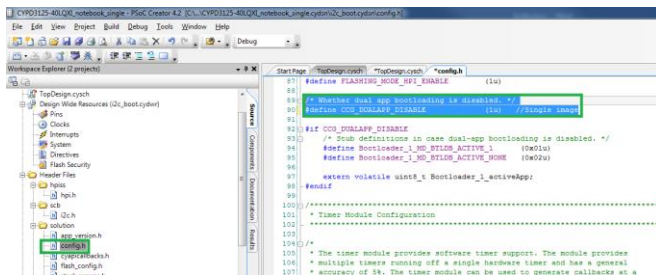 CYPD3125-40LQXI_notebook_single - PSoC Creator 4.2 [C:\...\CYPD3125-40LQXI_notebook_single.cydsn\i2c_boot.cydsn\config.h]
File Edit View Project Build Debug Tools Window Help
Debug
Workspace Explorer (2 projects)
TopDesign.cysch
Design Wide Resources (i2c_boot.cydwr)
Pins
Clocks
Interrupts
System
Directives
Flash Security
Header Files
hpiss
hpi.h
scb
i2c.h
solution
app_version.h
config.h
cyapicallbacks.h
flash_config.h
Source
Components
Documentation
Results
Start Page TopDesign.cysch *TopDesign.cysch *config.h
87 #define FLASHING_MODE_HPI_ENABLE (1u)
88
89 /* Whether dual app bootloading is disabled. */
90 #define CCG_DUALAPP_DISABLE (1u) //Single image
91
92 #if CCG_DUALAPP_DISABLE
93 /* Stub definitions in case dual-app bootloading is disabled. */
94 #define Bootloader_1_MD_BTLDB_ACTIVE_1 (0x01u)
95 #define Bootloader_1_MD_BTLDB_ACTIVE_NONE (0x02u)
96
97 extern volatile uint8_t Bootloader_1_activeApp;
98 #endif
99
100
101 * Timer Module Configuration
102
103
104 /*
105 * The timer module provides software timer support. The module provides
106 * multiple timers running off a single hardware timer and has a general
107 * accuracy of 5%. The timer module can be used to generate callbacks at a